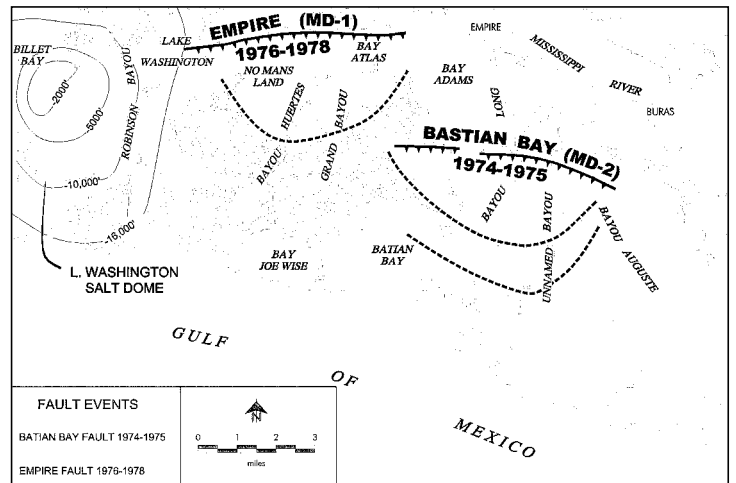 EMPIRE (MD-1)
1976-1978
EMPIRE
MISSISSIPPI
RIVER
BURAS
BILLET
BAY
BAYOU
ROBINSON
LAKE
WASHINGTON
BAY
ATLAS
NO MANS
LAND
HUERTES
BAYOU
BAYOU
GRAND
BAY
ADAMS
LONG
BASTIAN BAY (MD-2)
1974-1975
-2000'
-5000'
-10,000'
-16,000'
BAYOU
BAYOU
UNNAMED
BAYOU
AUGUSTE
BAY
JOE WISE
BATIAN
BAY
L. WASHINGTON
SALT DOME
GULF
OF
MEXICO
FAULT EVENTS
BATIAN BAY FAULT 1974-1975
EMPIRE FAULT 1976-1978
N
0 1 2 3
miles